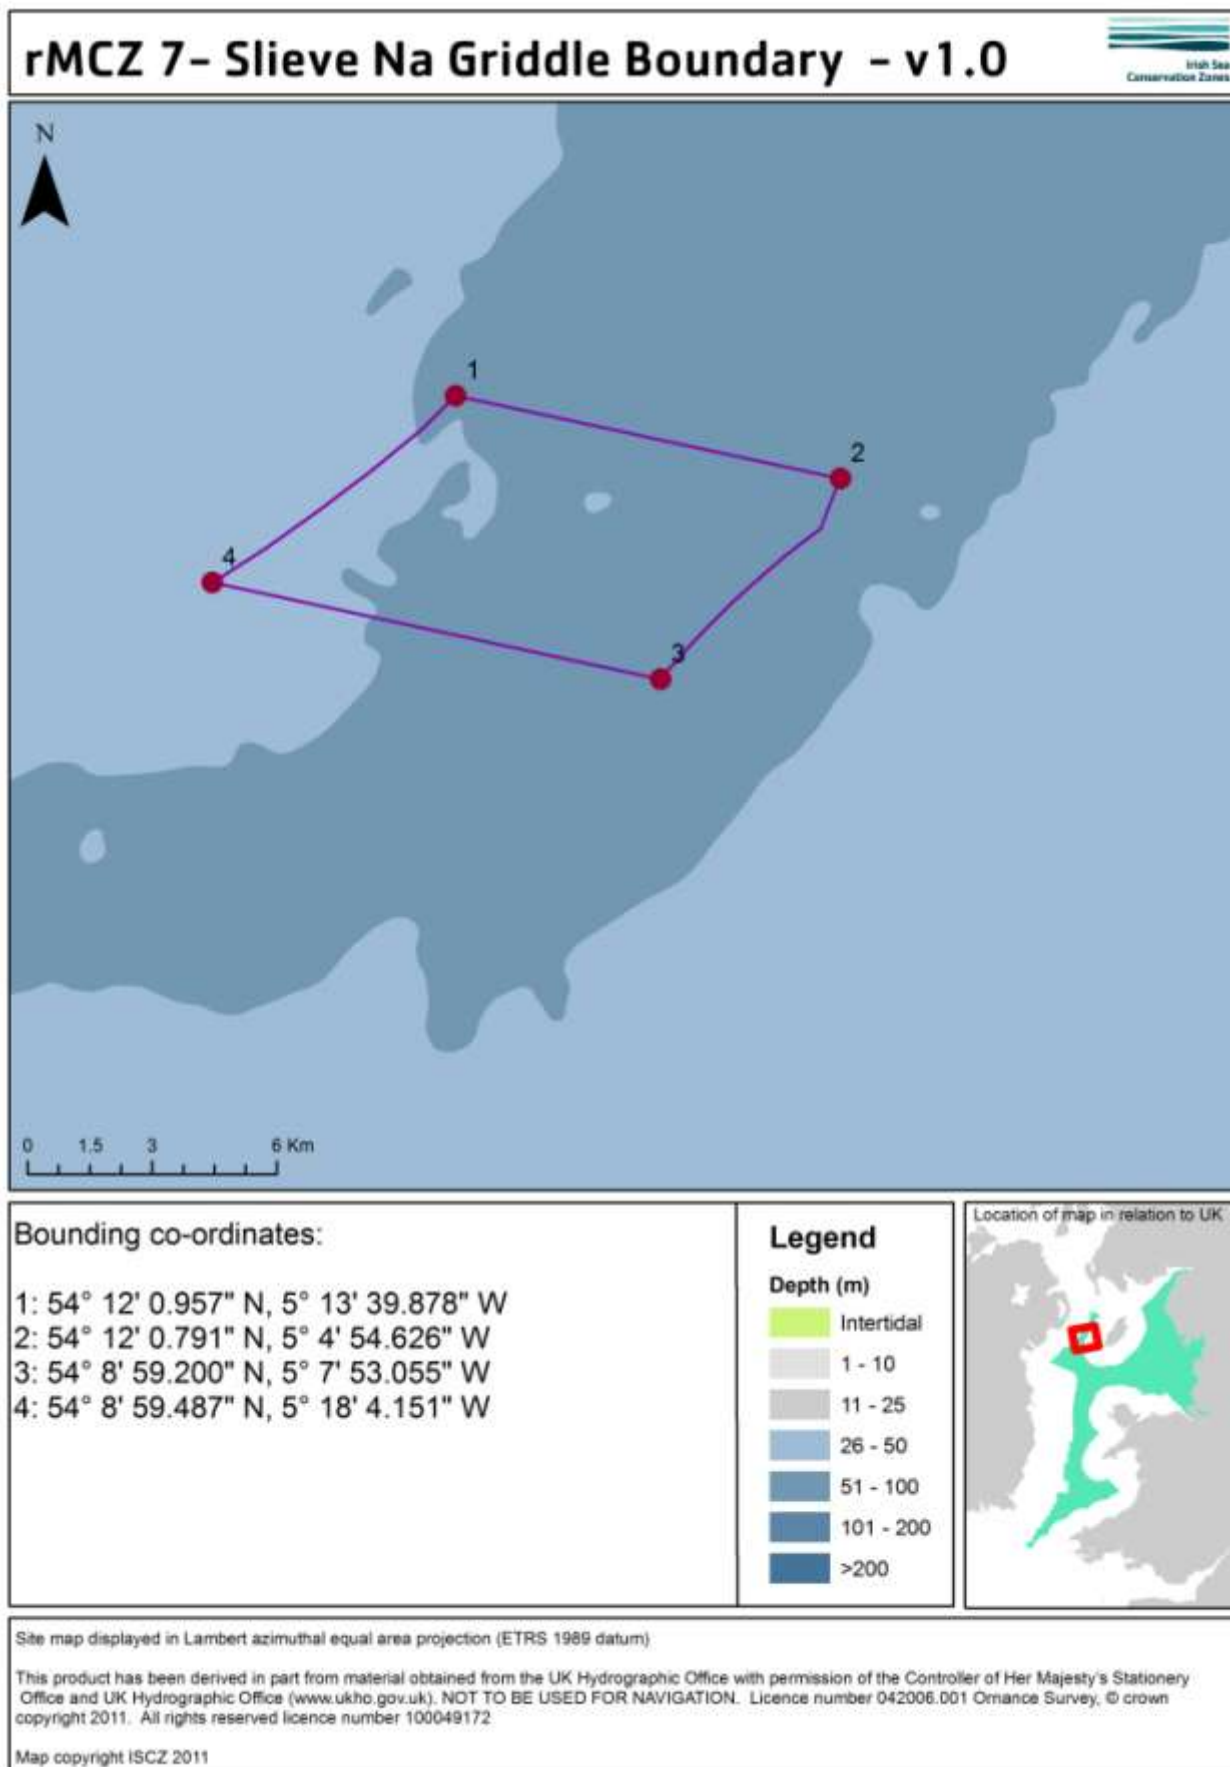 rMCZ 7- Slieve Na Griddle Boundary - v1.0
Irish Sea
Conservation Zones
N
1
2
4
3
0 1.5 3 6 Km
Bounding co-ordinates:
1: 54° 12' 0.957" N, 5° 13' 39.878" W
2: 54° 12' 0.791" N, 5° 4' 54.626" W
3: 54° 8' 59.200" N, 5° 7' 53.055" W
4: 54° 8' 59.487" N, 5° 18' 4.151" W
Legend
Depth (m)
Intertidal
1 - 10
11 - 25
26 - 50
51 - 100
101 - 200
>200
Location of map in relation to UK
Site map displayed in Lambert azimuthal equal area projection (ETRS 1989 datum)
This product has been derived in part from material obtained from the UK Hydrographic Office with permission of the Controller of Her Majesty's Stationery
Office and UK Hydrographic Office (www.ukho.gov.uk). NOT TO BE USED FOR NAVIGATION. Licence number 042006.001 Ornance Survey, © crown
copyright 2011. All rights reserved licence number 100049172
Map copyright ISCZ 2011